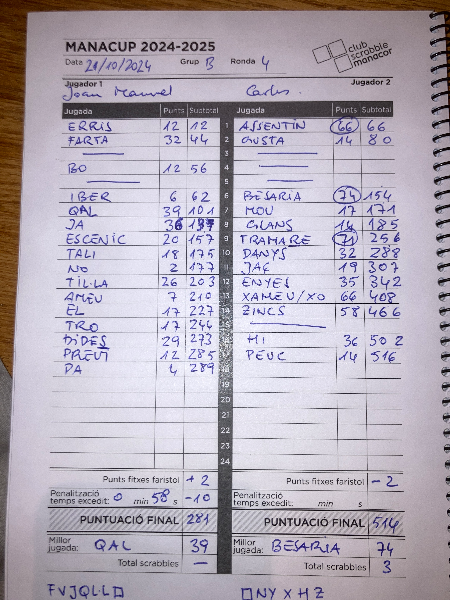 MANACUP 2024-2025
club scrabble manacor
Data 21/10/2024 Grup B Ronda 4
Jugador 1 Jugador 2
Joan Manuel Carlos
Jugada Punts Subtotal Jugada Punts Subtotal
ERRIS 12 12 1 ASSENTIN 66 66
FARTA 32 44 2 GUSTA 14 80
3
BO 12 56 4
5
IBER 6 62 6 BESARIA 74 154
QAL 39 101 7 MOU 17 171
JA 36 137 8 GLANS 14 185
ESCENIC 20 157 9 TRAMARE 71 256
TALI 18 175 10 DANYS 32 288
NO 2 177 11 JAC 19 307
TIL·LA 26 203 12 ENYES 35 342
AMEU 7 210 13 XAMEU/XO 66 408
EL 17 227 14 ZINCS 58 466
TRO 17 244 15
DIDES 29 273 16 HI 36 502
PREVI 12 285 17 PEUC 14 516
PA 4 289 18
19
20
21
22
23
24
Punts fitxes faristol +2 Punts fitxes faristol -2
Penalització temps excedit: 0 min 58 s -10 Penalització temps excedit: min s
PUNTUACIÓ FINAL 281 PUNTUACIÓ FINAL 514
Millor jugada: QAL 39 Millor jugada: BESARIA 74
Total scrabbles — Total scrabbles 3
FVJQLL□ □NYXHZ